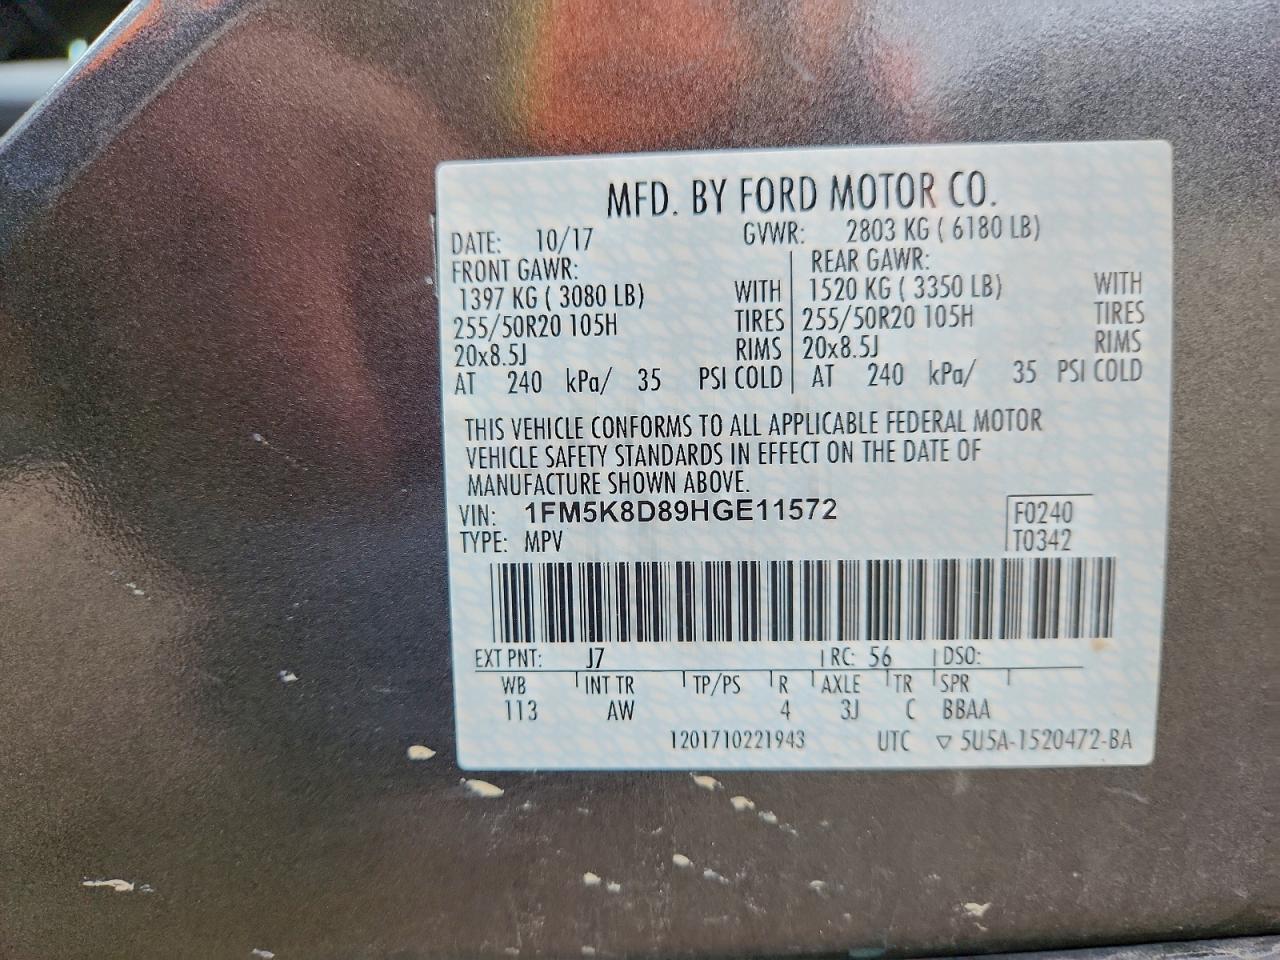 MFD. BY FORD MOTOR CO.
DATE: 10/17 GVWR: 2803 KG ( 6180 LB)
FRONT GAWR: REAR GAWR:
1397 KG ( 3080 LB) WITH 1520 KG ( 3350 LB) WITH
255/50R20 105H TIRES 255/50R20 105H TIRES
20x8.5J RIMS 20x8.5J RIMS
AT 240 kPa/ 35 PSI COLD AT 240 kPa/ 35 PSI COLD
THIS VEHICLE CONFORMS TO ALL APPLICABLE FEDERAL MOTOR
VEHICLE SAFETY STANDARDS IN EFFECT ON THE DATE OF
MANUFACTURE SHOWN ABOVE.
VIN: 1FM5K8D89HGE11572 F0240
TYPE: MPV T0342
EXT PNT: J7 RC: 56 DSO:
WB INT TR TP/PS R AXLE TR SPR
113 AW 4 3J C BBAA
1201710221943 UTC ▽ 5U5A-1520472-BA